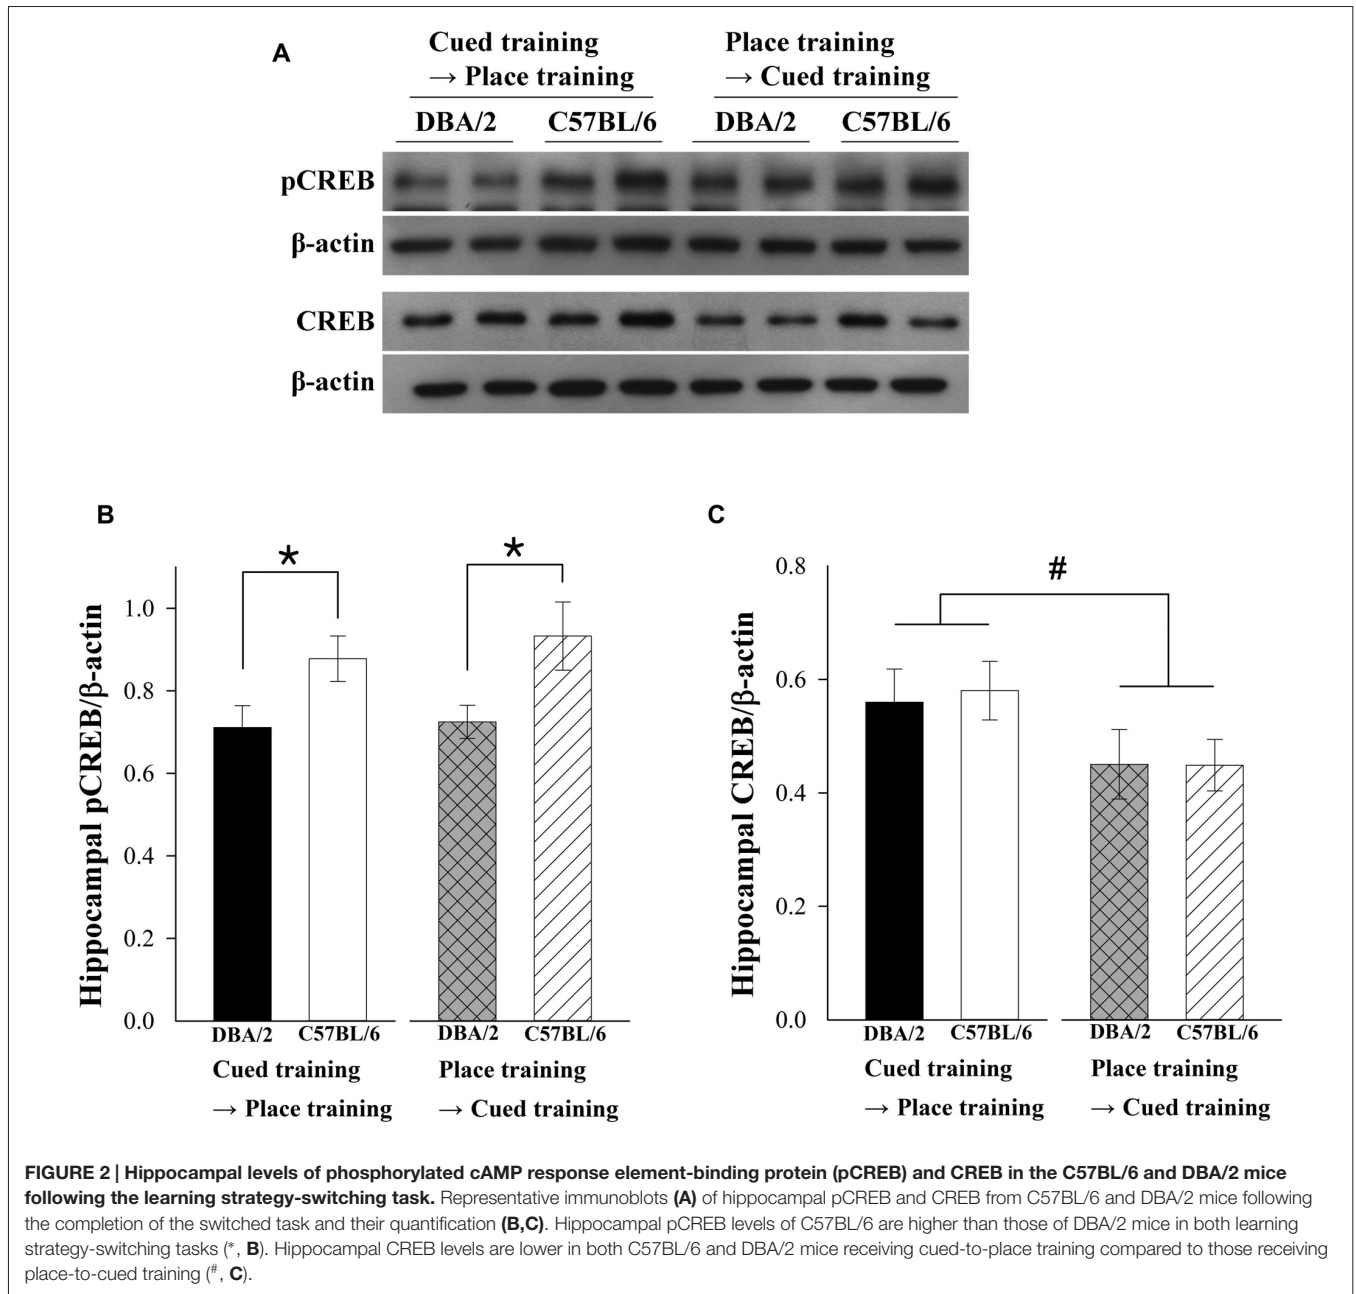 A
Cued training
→ Place training
Place training
→ Cued training
DBA/2 C57BL/6 DBA/2 C57BL/6
pCREB
β-actin
CREB
β-actin
B
Hippocampal pCREB/β-actin
1.0
0.8
0.6
0.4
0.2
0.0
*
*
DBA/2 C57BL/6 DBA/2 C57BL/6
Cued training
→ Place training
Place training
→ Cued training
C
Hippocampal CREB/β-actin
0.8
0.6
0.4
0.2
0.0
#
DBA/2 C57BL/6 DBA/2 C57BL/6
Cued training
→ Place training
Place training
→ Cued training
FIGURE 2 | Hippocampal levels of phosphorylated cAMP response element-binding protein (pCREB) and CREB in the C57BL/6 and DBA/2 mice
following the learning strategy-switching task. Representative immunoblots (A) of hippocampal pCREB and CREB from C57BL/6 and DBA/2 mice following
the completion of the switched task and their quantification (B,C). Hippocampal pCREB levels of C57BL/6 are higher than those of DBA/2 mice in both learning
strategy-switching tasks (*, B). Hippocampal CREB levels are lower in both C57BL/6 and DBA/2 mice receiving cued-to-place training compared to those receiving
place-to-cued training (#, C).